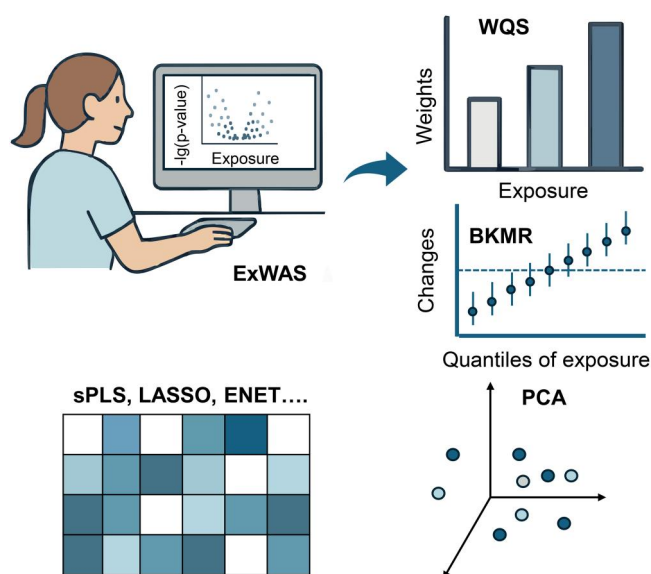 -lg(p-value)
Exposure
ExWAS
WQS
Weights
Exposure
BKMR
Changes
Quantiles of exposure
sPLS, LASSO, ENET....
PCA